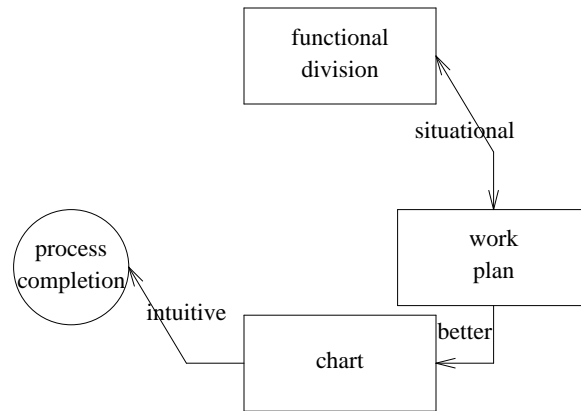 functional
division
situational
work
plan
process
completion
intuitive
better
chart